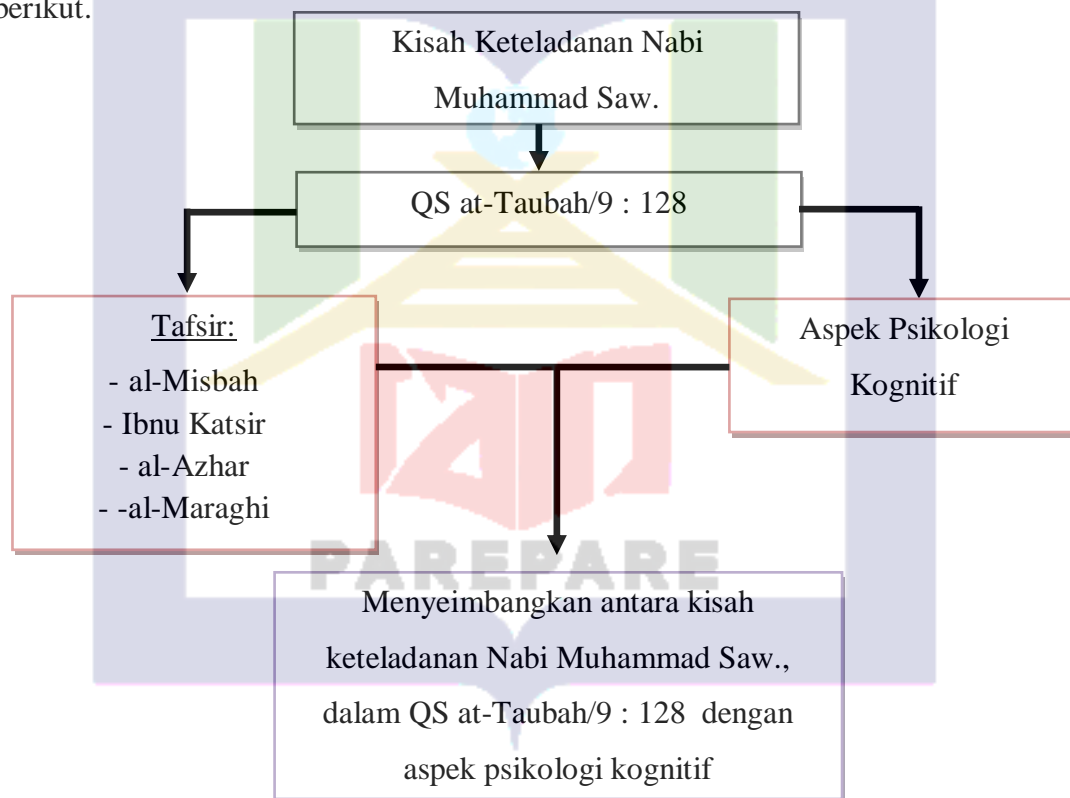 berikut.
Kisah Keteladanan Nabi
Muhammad Saw.
QS at-Taubah/9 : 128
Tafsir:
- al-Misbah
- Ibnu Katsir
- al-Azhar
- -al-Maraghi
Aspek Psikologi
Kognitif
PAREPARE
Menyeimbangkan antara kisah
keteladanan Nabi Muhammad Saw.,
dalam QS at-Taubah/9 : 128 dengan
aspek psikologi kognitif